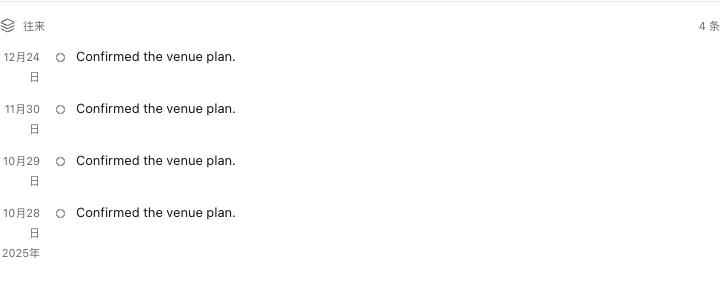 往来
4 条
12月24
日
Confirmed the venue plan.
11月30
日
Confirmed the venue plan.
10月29
日
Confirmed the venue plan.
10月28
日
2025年
Confirmed the venue plan.